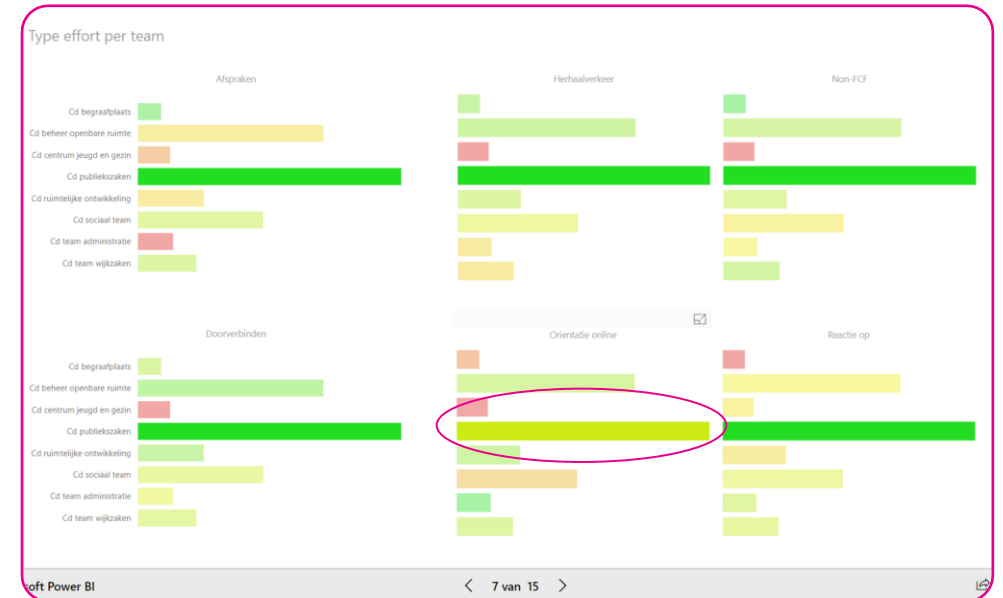 Type effort per team
Afspraken
Herhaalverkeer
Non-FCF
Cd begraafplaats
Cd beheer openbare ruimte
Cd centrum jeugd en gezin
Cd publiekszaken
Cd ruimtelijke ontwikkeling
Cd sociaal team
Cd team administratie
Cd team wijkzaken
Doorverbinden
Orientatie online
Reactie op
Cd begraafplaats
Cd beheer openbare ruimte
Cd centrum jeugd en gezin
Cd publiekszaken
Cd ruimtelijke ontwikkeling
Cd sociaal team
Cd team administratie
Cd team wijkzaken
oft Power BI
7 van 15